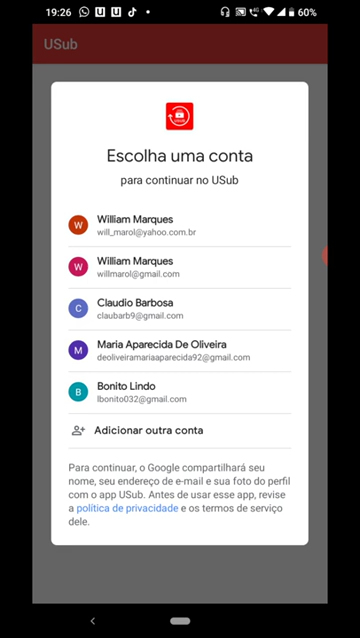 19:26
60%
USub
Escolha uma conta
para continuar no USub
W William Marques
will_marol@yahoo.com.br
W William Marques
willmarol@gmail.com
C Claudio Barbosa
claubarb9@gmail.com
M Maria Aparecida De Oliveira
deoliveiramariaaparecida92@gmail.com
B Bonito Lindo
lbonito032@gmail.com
Adicionar outra conta
Para continuar, o Google compartilhará seu
nome, seu endereço de e-mail e sua foto do perfil
com o app USub. Antes de usar esse app, revise
a política de privacidade e os termos de serviço
dele.